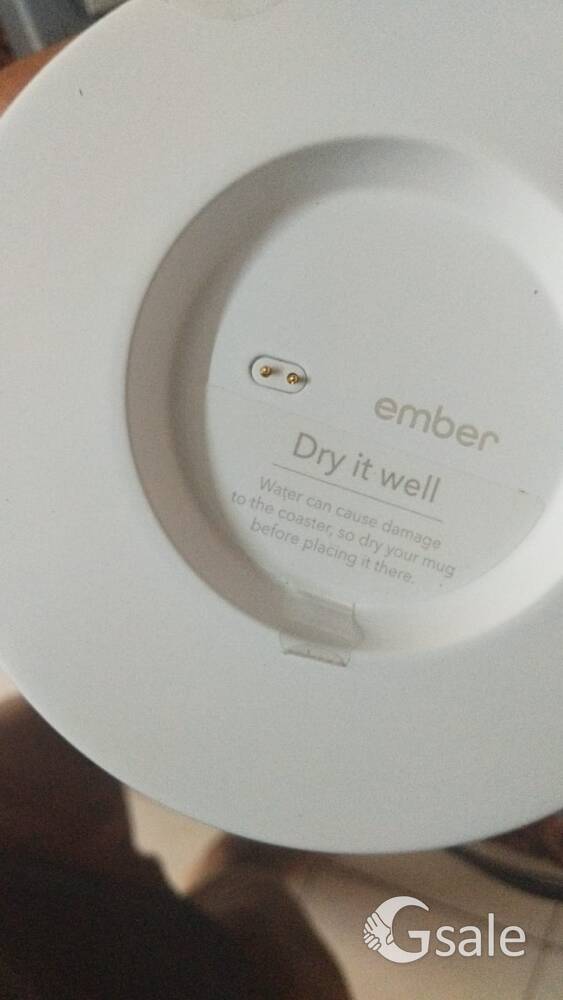 ember
Dry it well
Water can cause damage
to the coaster, so dry your mug
before placing it there.
Gsale